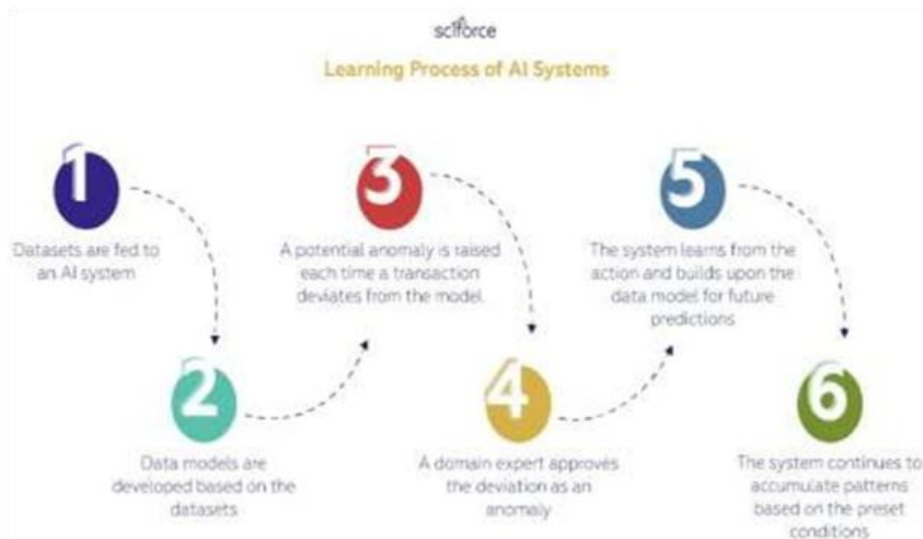 sciforce
Learning Process of AI Systems
1
Datasets are fed to
an AI system
2
Data models are
developed based on the
datasets
3
A potential anomaly is raised
each time a transaction
deviates from the model.
4
A domain expert approves
the deviation as an
anomaly
5
The system learns from the
action and builds upon the
data model for future
predictions
6
The system continues to
accumulate patterns
based on the preset
conditions